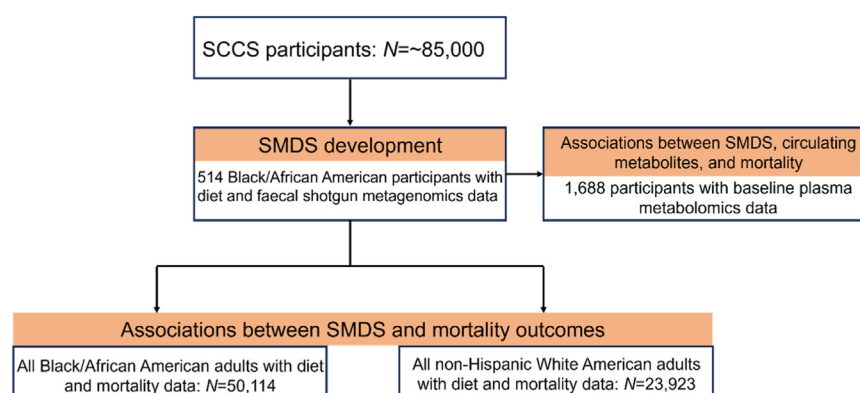 SCCS participants: N=~85,000
SMDS development
514 Black/African American participants with
diet and faecal shotgun metagenomics data
Associations between SMDS, circulating
metabolites, and mortality
1,688 participants with baseline plasma
metabolomics data
Associations between SMDS and mortality outcomes
All Black/African American adults with diet
and mortality data: N=50,114
All non-Hispanic White American adults
with diet and mortality data: N=23,923